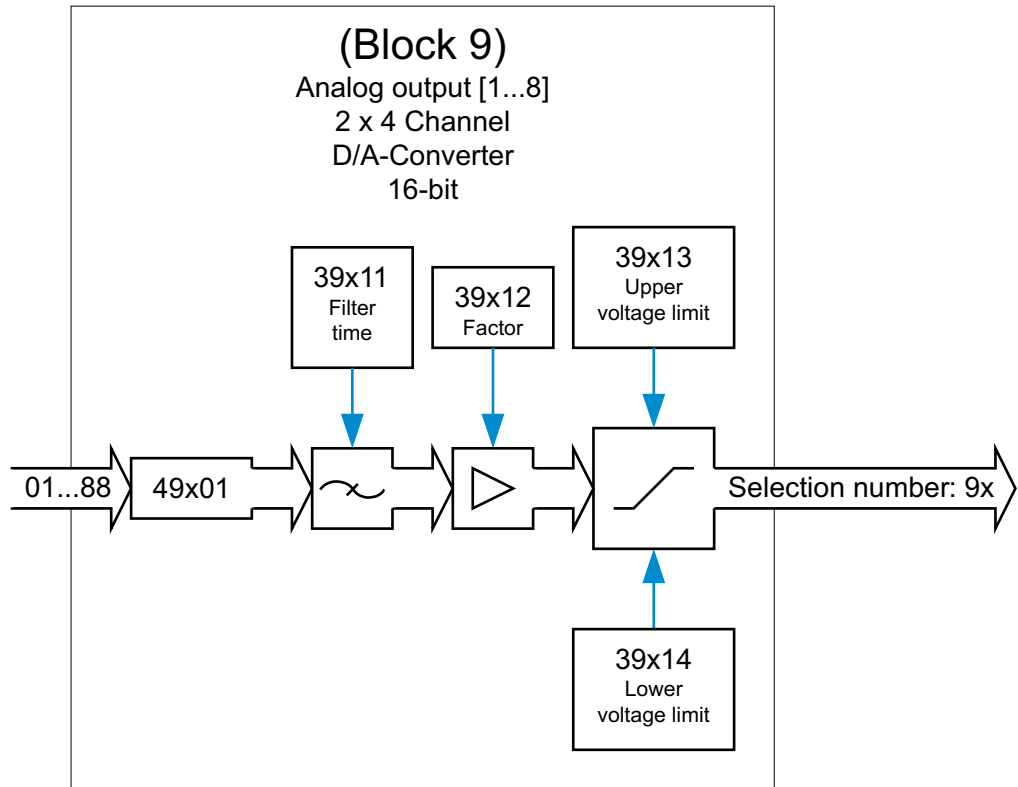 (Block 9)
Analog output [1...8]
2 x 4 Channel
D/A-Converter
16-bit
39x11
Filter
time
39x12
Factor
39x13
Upper
voltage limit
01...88
49x01
Selection number: 9x
39x14
Lower
voltage limit